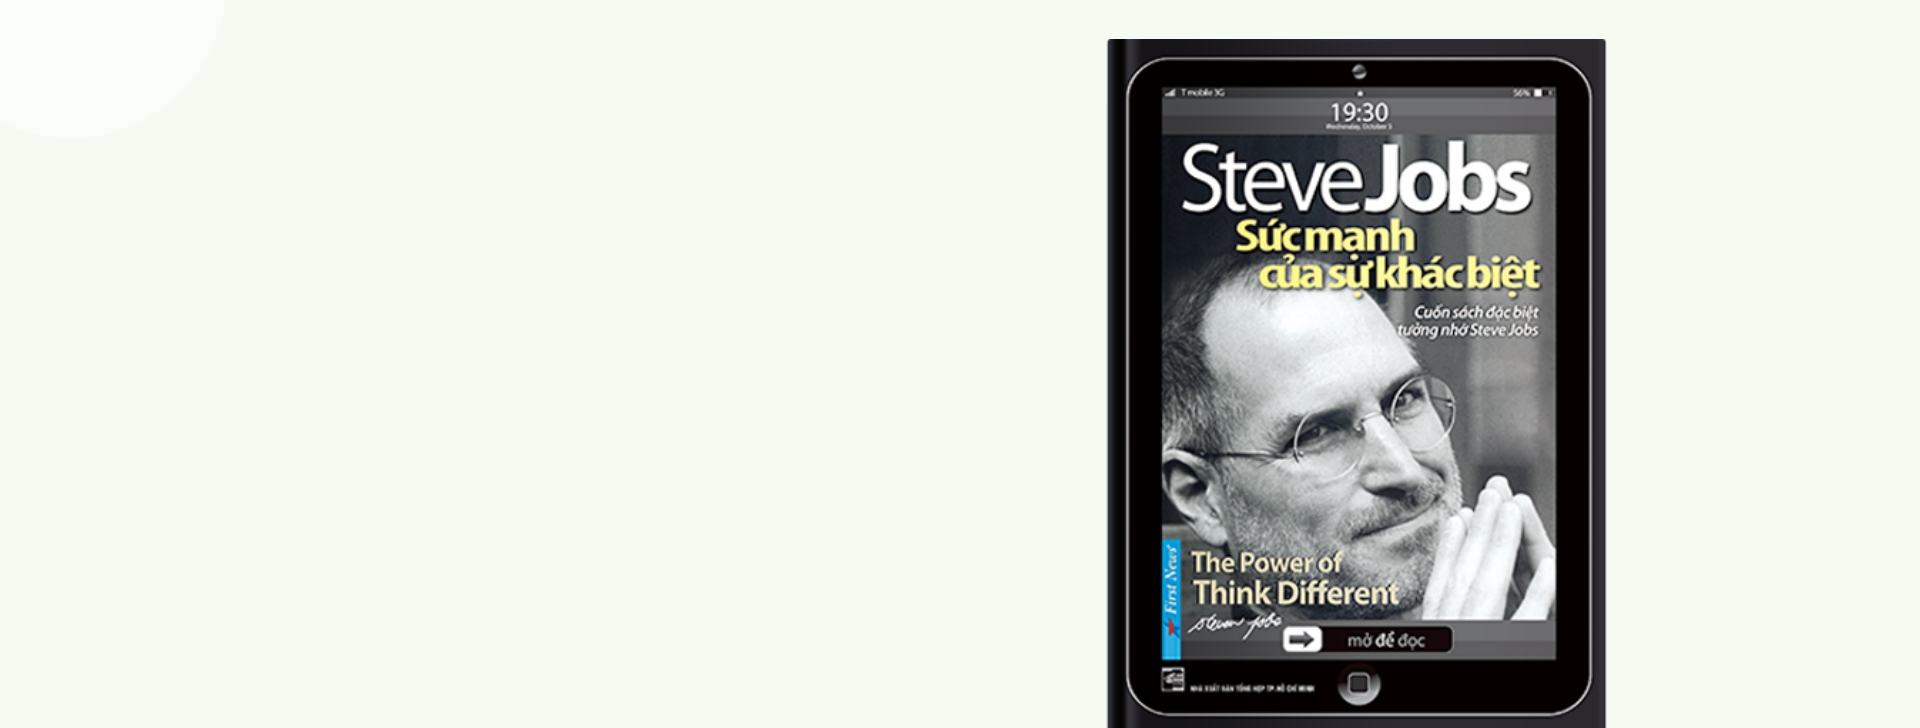 T mobile 3G
56%
19:30
Wednesday, October 5
Steve Jobs
Sức mạnh
của sự khác biệt
Cuốn sách đặc biệt
tưởng nhớ Steve Jobs
The Power of
Think Different
First News
steven jobs
mở để đọc
NHÀ XUẤT BẢN TỔNG HỢP TP. HỒ CHÍ MINH